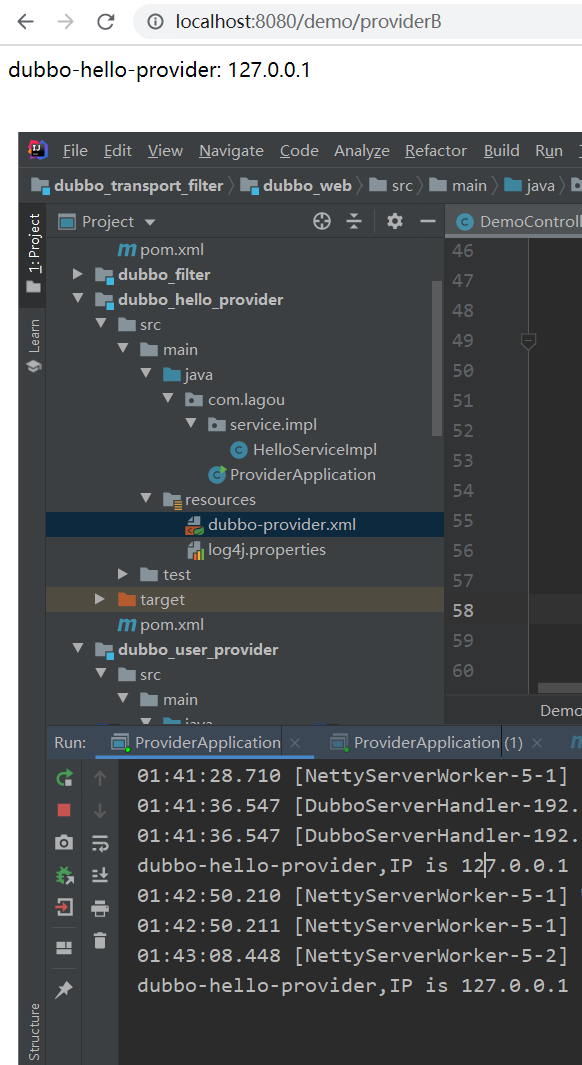 localhost:8080/demo/providerB
dubbo-hello-provider: 127.0.0.1
File Edit View Navigate Code Analyze Refactor Build Run
dubbo_transport_filter dubbo_web src main java
1: Project
Learn
Structure
Project
DemoControll
pom.xml
dubbo_filter
dubbo_hello_provider
src
main
java
com.lagou
service.impl
HelloServiceImpl
ProviderApplication
resources
dubbo-provider.xml
log4j.properties
test
target
pom.xml
dubbo_user_provider
src
main
java
46
47
48
49
50
51
52
53
54
55
56
57
58
59
60
Demo
Run: ProviderApplication ProviderApplication (1)
01:41:28.710 [NettyServerWorker-5-1]
01:41:36.547 [DubboServerHandler-192.
01:41:36.547 [DubboServerHandler-192.
dubbo-hello-provider,IP is 127.0.0.1
01:42:50.210 [NettyServerWorker-5-1]
01:42:50.211 [NettyServerWorker-5-1]
01:43:08.448 [NettyServerWorker-5-2]
dubbo-hello-provider,IP is 127.0.0.1